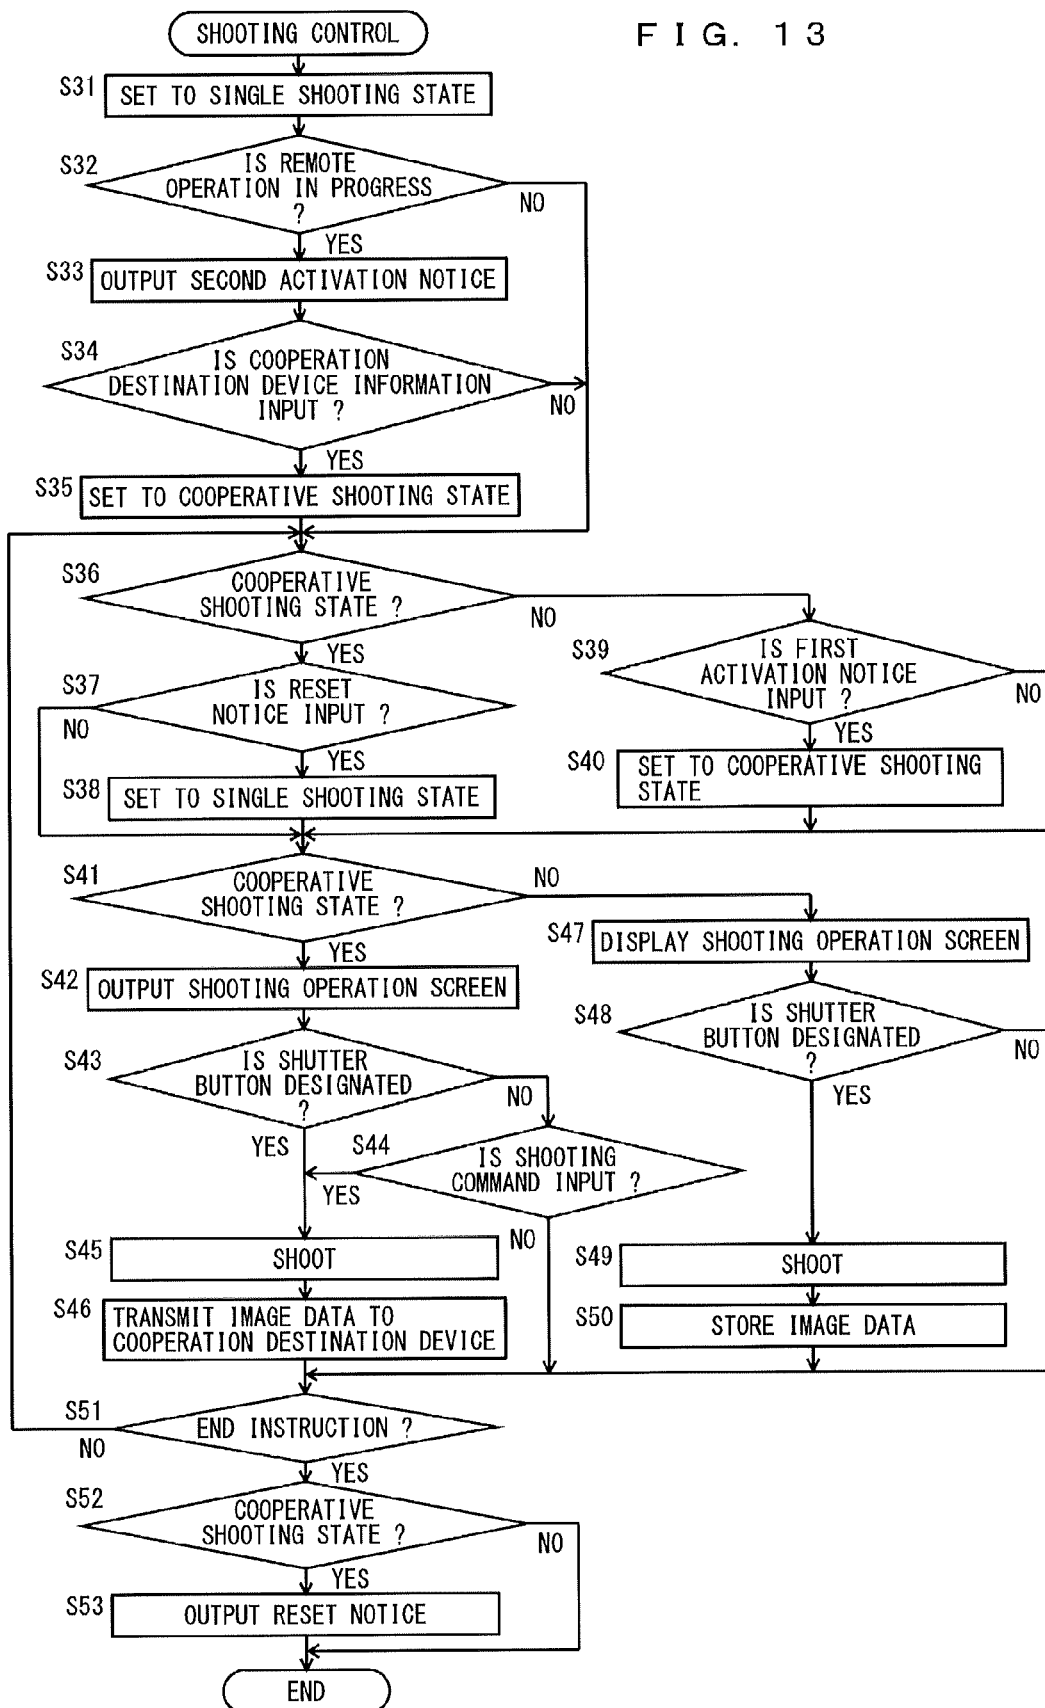 SHOOTING CONTROL
FIG. 13
S31
SET TO SINGLE SHOOTING STATE
S32
IS REMOTE
OPERATION IN PROGRESS
?
NO
YES
S33
OUTPUT SECOND ACTIVATION NOTICE
S34
IS COOPERATION
DESTINATION DEVICE INFORMATION
INPUT ?
NO
YES
S35
SET TO COOPERATIVE SHOOTING STATE
S36
COOPERATIVE
SHOOTING STATE ?
NO
YES
S39
IS FIRST
ACTIVATION NOTICE
INPUT ?
NO
YES
S37
IS RESET
NOTICE INPUT ?
NO
YES
S40
SET TO COOPERATIVE SHOOTING
STATE
S38
SET TO SINGLE SHOOTING STATE
S41
COOPERATIVE
SHOOTING STATE ?
NO
YES
S47
DISPLAY SHOOTING OPERATION SCREEN
S42
OUTPUT SHOOTING OPERATION SCREEN
S48
IS SHUTTER
BUTTON DESIGNATED
?
NO
YES
S43
IS SHUTTER
BUTTON DESIGNATED
?
NO
YES
S44
IS SHOOTING
COMMAND INPUT ?
YES
NO
S45
SHOOT
S49
SHOOT
S46
TRANSMIT IMAGE DATA TO
COOPERATION DESTINATION DEVICE
S50
STORE IMAGE DATA
S51
END INSTRUCTION ?
NO
YES
S52
COOPERATIVE
SHOOTING STATE ?
NO
YES
S53
OUTPUT RESET NOTICE
END